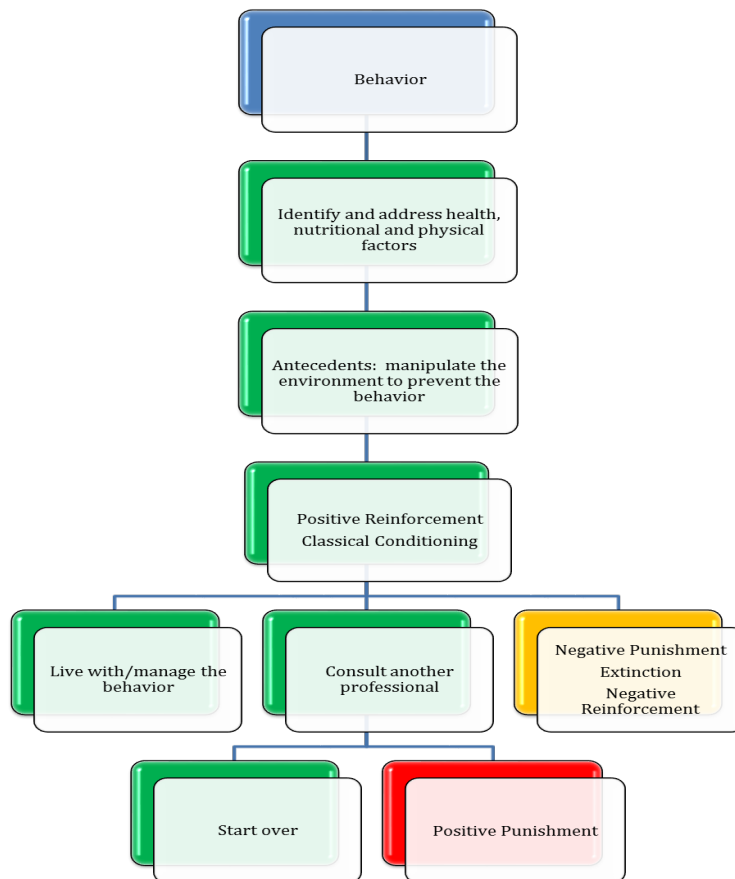 Behavior
Identify and address health,
nutritional and physical
factors
Antecedents:  manipulate the
environment to prevent the
behavior
Positive Reinforcement
Classical Conditioning
Live with/manage the
behavior
Consult another
professional
Negative Punishment
Extinction
Negative
Reinforcement
Start over
Positive Punishment